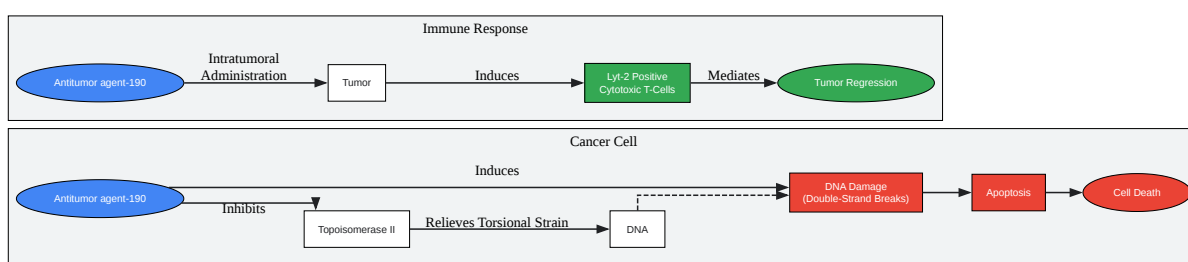 Immune Response
Antitumor agent-190
Intratumoral
Administration
Tumor
Induces
Lyt-2 Positive
Cytotoxic T-Cells
Mediates
Tumor Regression
Cancer Cell
Antitumor agent-190
Induces
Inhibits
Topoisomerase II
Relieves Torsional Strain
DNA
DNA Damage
(Double-Strand Breaks)
Apoptosis
Cell Death